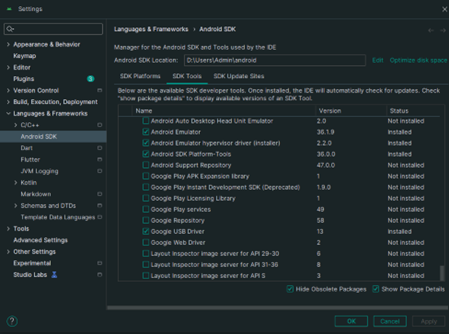 Settings
Languages & Frameworks › Android SDK
Manager for the Android SDK and Tools used by the IDE
Android SDK Location: D:\Users\Admin\android Edit Optimize disk space
SDK Platforms SDK Tools SDK Update Sites
Below are the available SDK developer tools. Once installed, the IDE will automatically check for updates. Check
"show package details" to display available versions of an SDK Tool.
Name Version Status
Android Auto Desktop Head Unit Emulator 2.0 Not installed
Android Emulator 36.1.9 Installed
Android Emulator hypervisor driver (installer) 2.2.0 Installed
Android SDK Platform-Tools 36.0.0 Installed
Android Support Repository 47.0.0 Not installed
Google Play APK Expansion library 1 Not installed
Google Play Instant Development SDK (Deprecated) 1.9.0 Not installed
Google Play Licensing Library 1 Not installed
Google Play services 49 Not installed
Google Repository 58 Not installed
Google USB Driver 13 Installed
Google Web Driver 2 Not installed
Layout Inspector image server for API 29-30 6 Not installed
Layout Inspector image server for API 31-36 8 Not installed
Layout Inspector image server for API S 3 Not installed
Hide Obsolete Packages Show Package Details
Appearance & Behavior
Keymap
Editor
Plugins 3
Version Control
Build, Execution, Deployment
Languages & Frameworks
C/C++
Android SDK
Dart
Flutter
JVM Logging
Kotlin
Markdown
Schemas and DTDs
Template Data Languages
Tools
Advanced Settings
Other Settings
Experimental
Studio Labs
? OK Cancel Apply